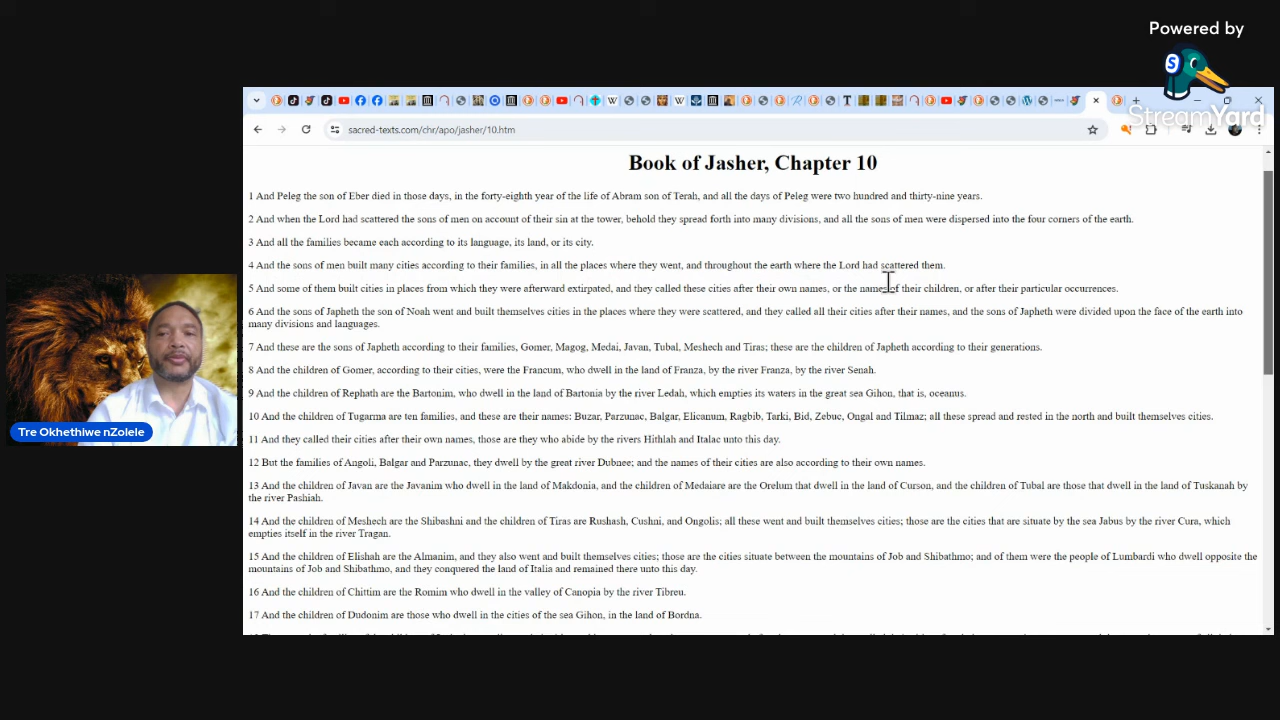 Powered by
S
StreamYard
sacred-texts.com/chr/apo/jasher/10.htm
Book of Jasher, Chapter 10
1 And Peleg the son of Eber died in those days, in the forty-eighth year of the life of Abram son of Terah, and all the days of Peleg were two hundred and thirty-nine years.
2 And when the Lord had scattered the sons of men on account of their sin at the tower, behold they spread forth into many divisions, and all the sons of men were dispersed into the four corners of the earth.
3 And all the families became each according to its language, its land, or its city.
4 And the sons of men built many cities according to their families, in all the places where they went, and throughout the earth where the Lord had scattered them.
5 And some of them built cities in places from which they were afterward extirpated, and they called these cities after their own names, or the names of their children, or after their particular occurrences.
6 And the sons of Japheth the son of Noah went and built themselves cities in the places where they were scattered, and they called all their cities after their names, and the sons of Japheth were divided upon the face of the earth into
many divisions and languages.
7 And these are the sons of Japheth according to their families, Gomer, Magog, Medai, Javan, Tubal, Meshech and Tiras; these are the children of Japheth according to their generations.
8 And the children of Gomer, according to their cities, were the Francum, who dwell in the land of Franza, by the river Franza, by the river Senah.
9 And the children of Rephath are the Bartonim, who dwell in the land of Bartonia by the river Ledah, which empties its waters in the great sea Gihon, that is, oceanus.
10 And the children of Tugarma are ten families, and these are their names: Buzar, Parzunac, Balgar, Elicanum, Ragbib, Tarki, Bid, Zebuc, Ongal and Tilmaz; all these spread and rested in the north and built themselves cities.
11 And they called their cities after their own names, those are they who abide by the rivers Hithlah and Italac unto this day.
12 But the families of Angoli, Balgar and Parzunac, they dwell by the great river Dubnee; and the names of their cities are also according to their own names.
13 And the children of Javan are the Javanim who dwell in the land of Makdonia, and the children of Medaiare are the Orelum that dwell in the land of Curson, and the children of Tubal are those that dwell in the land of Tuskanah by
the river Pashiah.
14 And the children of Meshech are the Shibashni and the children of Tiras are Rushash, Cushni, and Ongolis; all these went and built themselves cities; those are the cities that are situate by the sea Jabus by the river Cura, which
empties itself in the river Tragan.
15 And the children of Elishah are the Almanim, and they also went and built themselves cities; those are the cities situate between the mountains of Job and Shibathmo; and of them were the people of Lumbardi who dwell opposite the
mountains of Job and Shibathmo, and they conquered the land of Italia and remained there unto this day.
16 And the children of Chittim are the Romim who dwell in the valley of Canopia by the river Tibreu.
17 And the children of Dudonim are those who dwell in the cities of the sea Gihon, in the land of Bordna.
Tre Okhethiwe nZolele